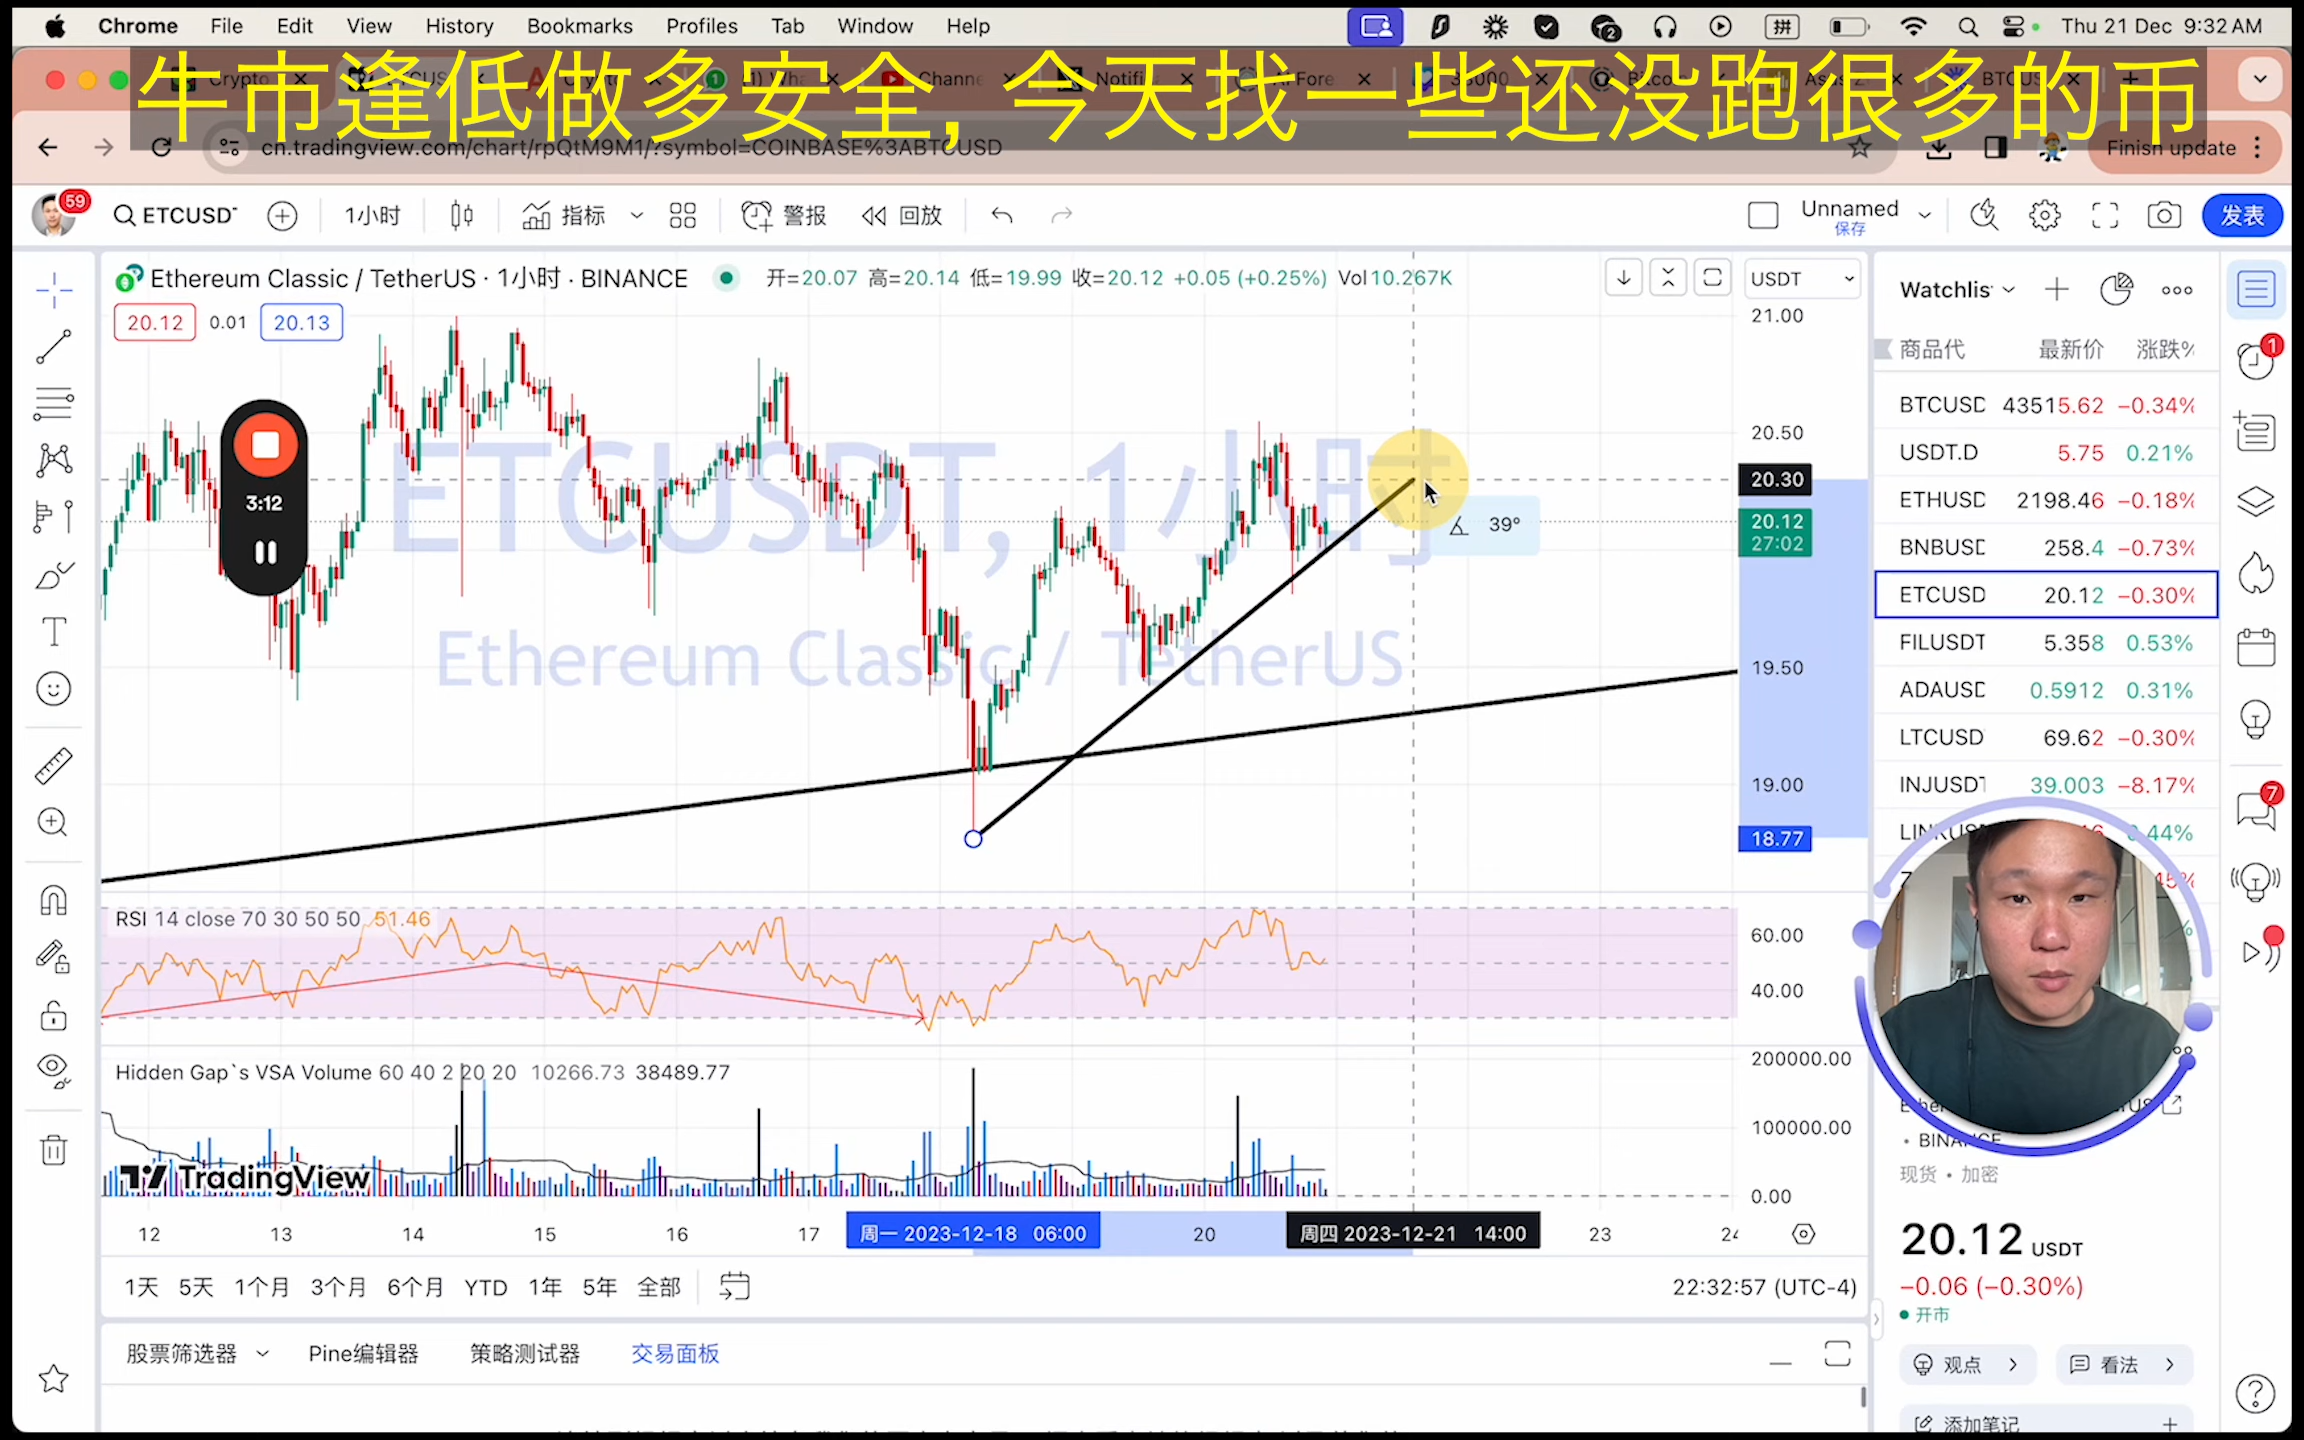 Chrome File Edit View History Bookmarks Profiles Tab Window Help Thu 21 Dec 9:32 AM
牛市逢低做多安全，今天找一些还没跑很多的币
cn.tradingview.com/chart/rpQtM9M1/?symbol=COINBASE%3ABTCUSD Finish update
59 ETCUSDT 1小时 指标 警报 回放 Unnamed 保存 发表
Ethereum Classic / TetherUS · 1小时 · BINANCE 开=20.07 高=20.14 低=19.99 收=20.12 +0.05 (+0.25%) Vol 10.267K USDT
20.12 0.01 20.13
21.00
20.50
20.30
20.12
27:02
19.50
19.00
18.77
3:12
ETCUSDT, 1小时
Ethereum Classic / TetherUS
39°
RSI 14 close 70 30 50 50 51.46
60.00
40.00
Hidden Gap`s VSA Volume 60 40 2 20 20 10266.73 38489.77
200000.00
100000.00
0.00
TradingView
12 13 14 15 16 17 周一 2023-12-18 06:00 20 周四 2023-12-21 14:00 23
1天 5天 1个月 3个月 6个月 YTD 1年 5年 全部 22:32:57 (UTC-4)
股票筛选器 Pine编辑器 策略测试器 交易面板
Watchlis
商品代 最新价 涨跌%
BTCUSD 43515.62 −0.34%
USDT.D 5.75 0.21%
ETHUSD 2198.46 −0.18%
BNBUSD 258.4 −0.73%
ETCUSD 20.12 −0.30%
FILUSDT 5.358 0.53%
ADAUSD 0.5912 0.31%
LTCUSD 69.62 −0.30%
INJUSDT 39.003 −8.17%
BINANCE
现货 • 加密
20.12 USDT
−0.06 (−0.30%)
开市
观点 看法
添加笔记
1
7